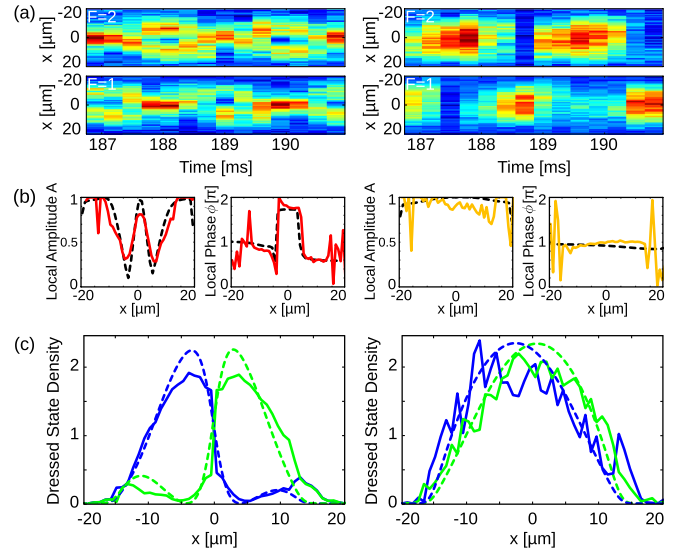 (a)
F=2
F=2
-20
0
20
x [µm]
-20
0
20
x [µm]
F=1
F=1
-20
0
20
x [µm]
-20
0
20
x [µm]
187 188 189 190
187 188 189 190
Time [ms]
Time [ms]
(b)
Local Amplitude A
1
0.5
0
-20 0 20
x [µm]
Local Phase ϕ [π]
2
1
0
-20 0 20
x [µm]
Local Amplitude A
1
0.5
0
-20 0 20
x [µm]
Local Phase ϕ [π]
2
1
0
-20 0 20
x [µm]
(c)
Dressed State Density
2
1
0
-20 -10 0 10 20
x [µm]
Dressed State Density
2
1
0
-20 -10 0 10 20
x [µm]